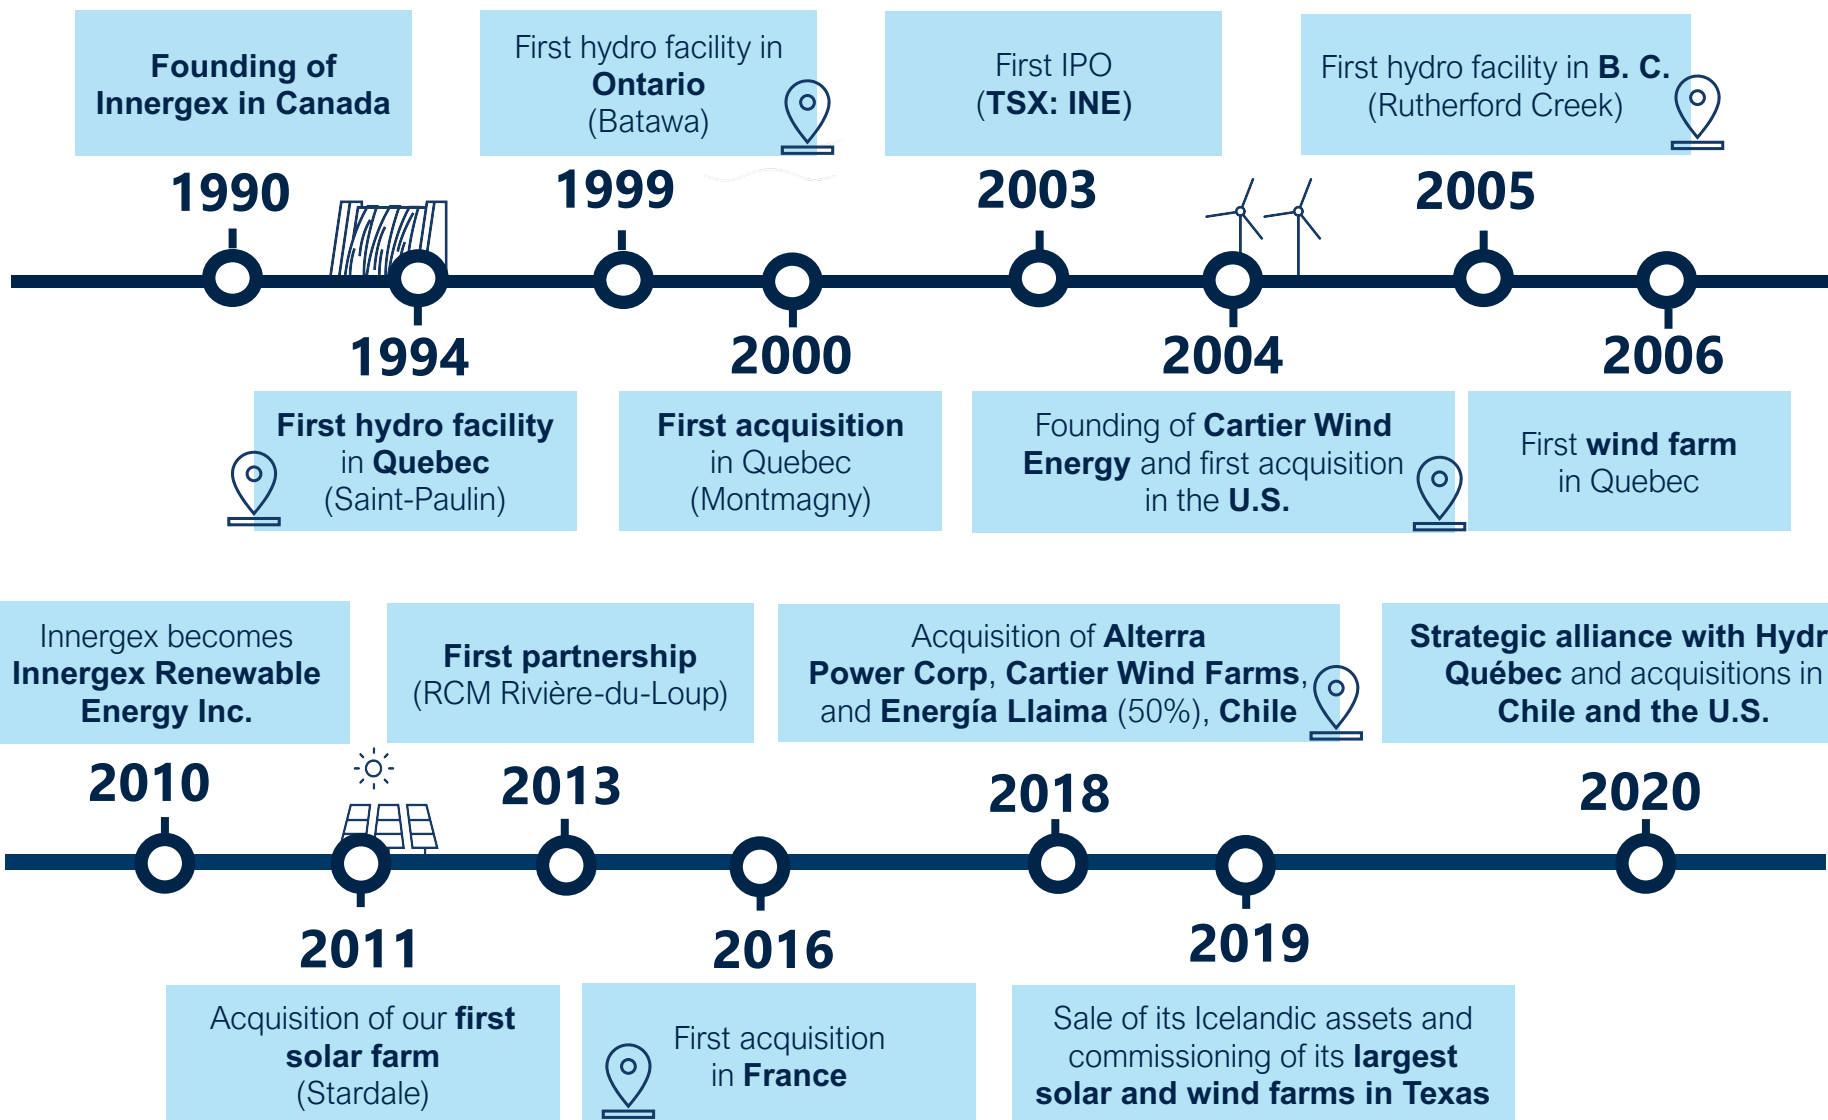 Founding of
Innergex in Canada
1990
First hydro facility in
Ontario
(Batawa)
1999
First IPO
(TSX: INE)
2003
First hydro facility in B. C.
(Rutherford Creek)
2005
1994
First hydro facility
in Quebec
(Saint-Paulin)
2000
First acquisition
in Quebec
(Montmagny)
2004
Founding of Cartier Wind
Energy and first acquisition
in the U.S.
2006
First wind farm
in Quebec
Innergex becomes
Innergex Renewable
Energy Inc.
2010
First partnership
(RCM Rivière-du-Loup)
2013
Acquisition of Alterra
Power Corp, Cartier Wind Farms,
and Energía Llaima (50%), Chile
2018
Strategic alliance with Hydr
Québec and acquisitions in
Chile and the U.S.
2020
2011
Acquisition of our first
solar farm
(Stardale)
2016
First acquisition
in France
2019
Sale of its Icelandic assets and
commissioning of its largest
solar and wind farms in Texas